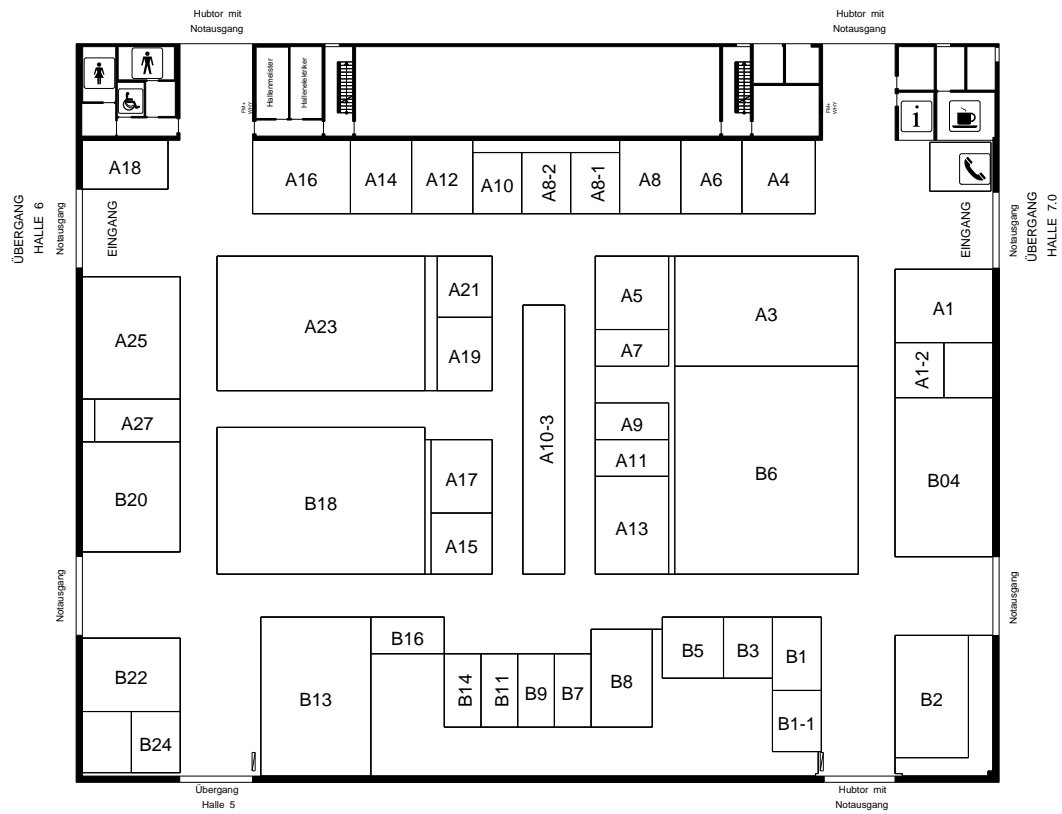 Hubtor mit
Notausgang
Hubtor mit
Notausgang
Hallenmeister
Hallenelektriker
FM+
WHY
FM+
WHY
i
A18
A16
A14
A12
A10
A8-2
A8-1
A8
A6
A4
ÜBERGANG
HALLE 6
Notausgang
EINGANG
EINGANG
Notausgang
ÜBERGANG
HALLE 7.0
A25
A23
A21
A19
A5
A7
A3
A1
A1-2
A27
A10-3
A9
A11
B20
B18
A17
A15
A13
B6
B04
Notausgang
Notausgang
B22
B24
B13
B16
B14
B11
B9
B7
B8
B5
B3
B1
B1-1
B2
Übergang
Halle 5
Hubtor mit
Notausgang